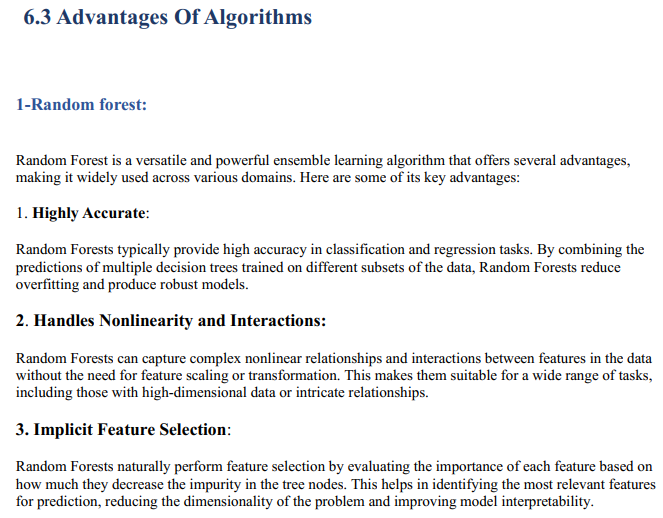 6.3 Advantages Of Algorithms
1-Random forest:
Random Forest is a versatile and powerful ensemble learning algorithm that offers several advantages,
making it widely used across various domains. Here are some of its key advantages:
1. Highly Accurate:
Random Forests typically provide high accuracy in classification and regression tasks. By combining the
predictions of multiple decision trees trained on different subsets of the data, Random Forests reduce
overfitting and produce robust models.
2. Handles Nonlinearity and Interactions:
Random Forests can capture complex nonlinear relationships and interactions between features in the data
without the need for feature scaling or transformation. This makes them suitable for a wide range of tasks,
including those with high-dimensional data or intricate relationships.
3. Implicit Feature Selection:
Random Forests naturally perform feature selection by evaluating the importance of each feature based on
how much they decrease the impurity in the tree nodes. This helps in identifying the most relevant features
for prediction, reducing the dimensionality of the problem and improving model interpretability.